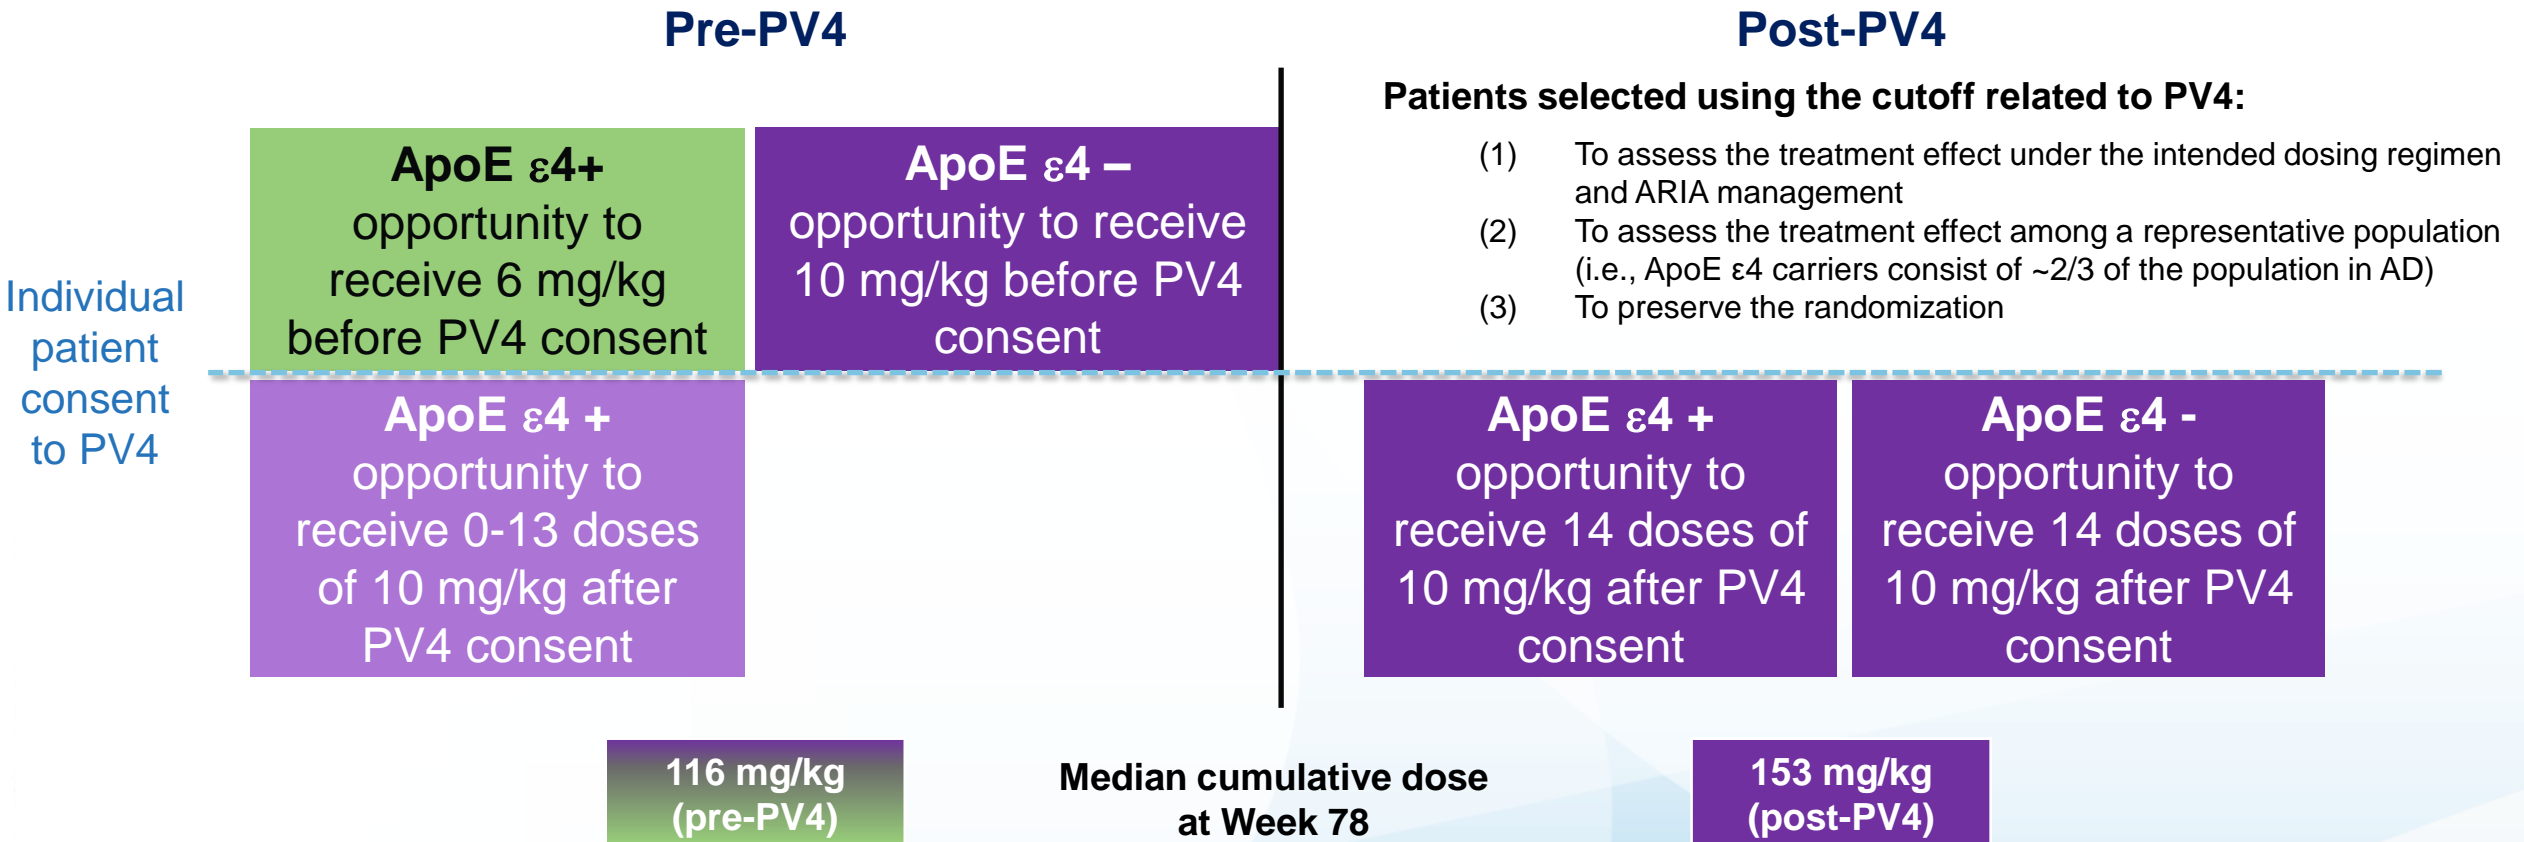 Pre-PV4
Post-PV4
Individual
patient
consent
to PV4
ApoE ε4+
opportunity to
receive 6 mg/kg
before PV4 consent
ApoE ε4 –
opportunity to receive
10 mg/kg before PV4
consent
ApoE ε4 +
opportunity to
receive 0-13 doses
of 10 mg/kg after
PV4 consent
Patients selected using the cutoff related to PV4:
(1) To assess the treatment effect under the intended dosing regimen
and ARIA management
(2) To assess the treatment effect among a representative population
(i.e., ApoE ε4 carriers consist of ~2/3 of the population in AD)
(3) To preserve the randomization
ApoE ε4 +
opportunity to
receive 14 doses of
10 mg/kg after PV4
consent
ApoE ε4 -
opportunity to
receive 14 doses of
10 mg/kg after PV4
consent
116 mg/kg
(pre-PV4)
Median cumulative dose
at Week 78
153 mg/kg
(post-PV4)